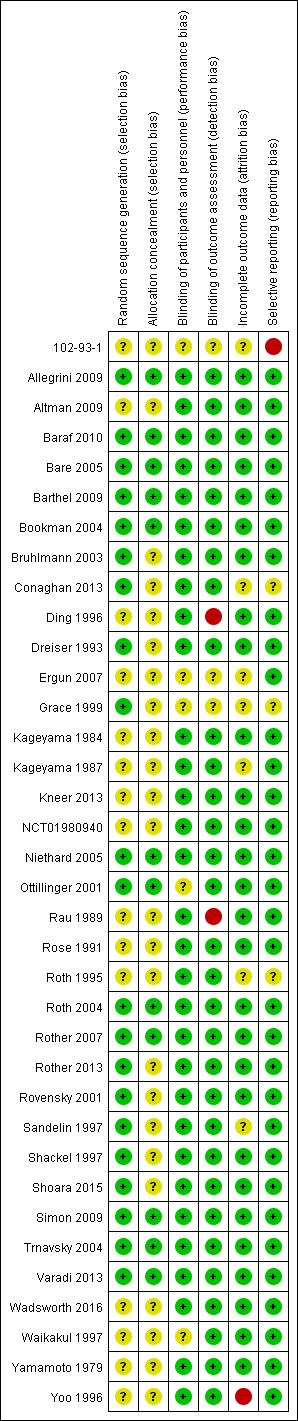 Random sequence generation (selection bias)
Allocation concealment (selection bias)
Blinding of participants and personnel (performance bias)
Blinding of outcome assessment (detection bias)
Incomplete outcome data (attrition bias)
Selective reporting (reporting bias)
102-93-1 ? ? ? ? ? -
Allegrini 2009 + + + + + +
Altman 2009 ? ? + + + +
Baraf 2010 + + + + + +
Bare 2005 + + + + + +
Barthel 2009 + + + + + +
Bookman 2004 + + + + + +
Bruhlmann 2003 + ? + + + +
Conaghan 2013 + ? + + ? ?
Ding 1996 ? ? + - + +
Dreiser 1993 + ? + + + +
Ergun 2007 ? ? ? ? ? +
Grace 1999 + ? ? ? ? ?
Kageyama 1984 ? ? + + + +
Kageyama 1987 ? ? + + ? +
Kneer 2013 ? ? + + + +
NCT01980940 ? ? + + + +
Niethard 2005 + + + + + +
Ottillinger 2001 + + ? + + +
Rau 1989 ? ? + - + +
Rose 1991 ? ? + + + +
Roth 1995 ? ? + + ? ?
Roth 2004 + + + + + +
Rother 2007 + + + + + +
Rother 2013 + ? + + + +
Rovensky 2001 + ? + + + +
Sandelin 1997 + ? + + ? +
Shackel 1997 + ? + + + +
Shoara 2015 + ? + + + +
Simon 2009 + + + + + +
Trnavsky 2004 + + + + + +
Varadi 2013 + + + + + +
Wadsworth 2016 ? ? + + + +
Waikakul 1997 ? ? ? + + +
Yamamoto 1979 ? ? + + + +
Yoo 1996 ? ? + + - +